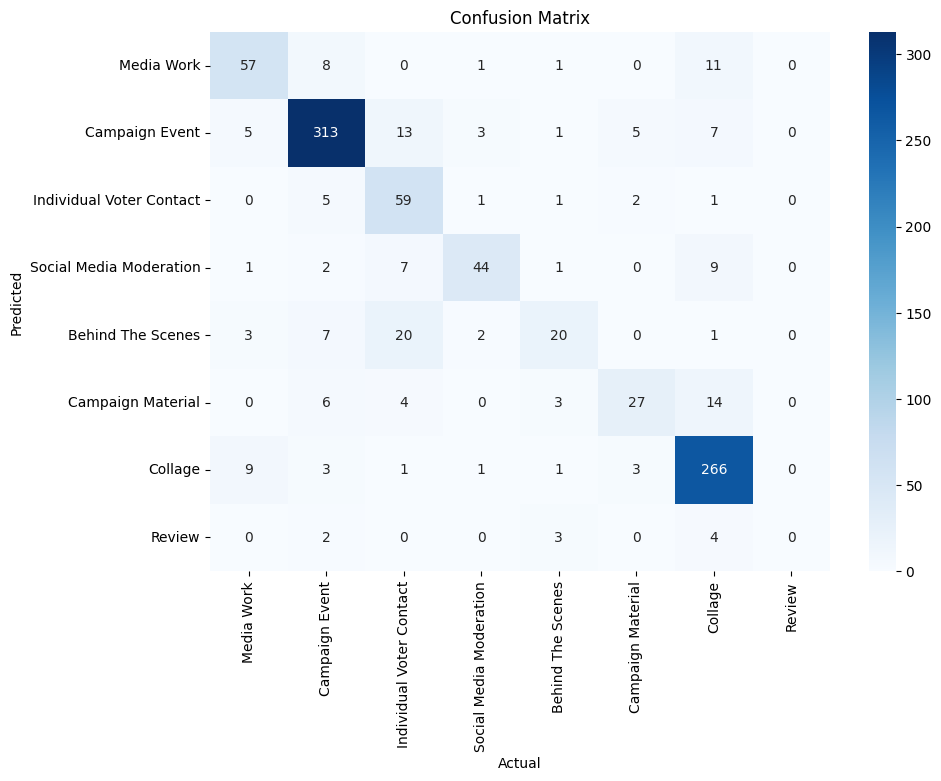 Confusion Matrix
Predicted
Media Work 57 8 0 1 1 0 11 0
Campaign Event 5 313 13 3 1 5 7 0
Individual Voter Contact 0 5 59 1 1 2 1 0
Social Media Moderation 1 2 7 44 1 0 9 0
Behind The Scenes 3 7 20 2 20 0 1 0
Campaign Material 0 6 4 0 3 27 14 0
Collage 9 3 1 1 1 3 266 0
Review 0 2 0 0 3 0 4 0
Media Work
Campaign Event
Individual Voter Contact
Social Media Moderation
Behind The Scenes
Campaign Material
Collage
Review
Actual
300
250
200
150
100
50
0